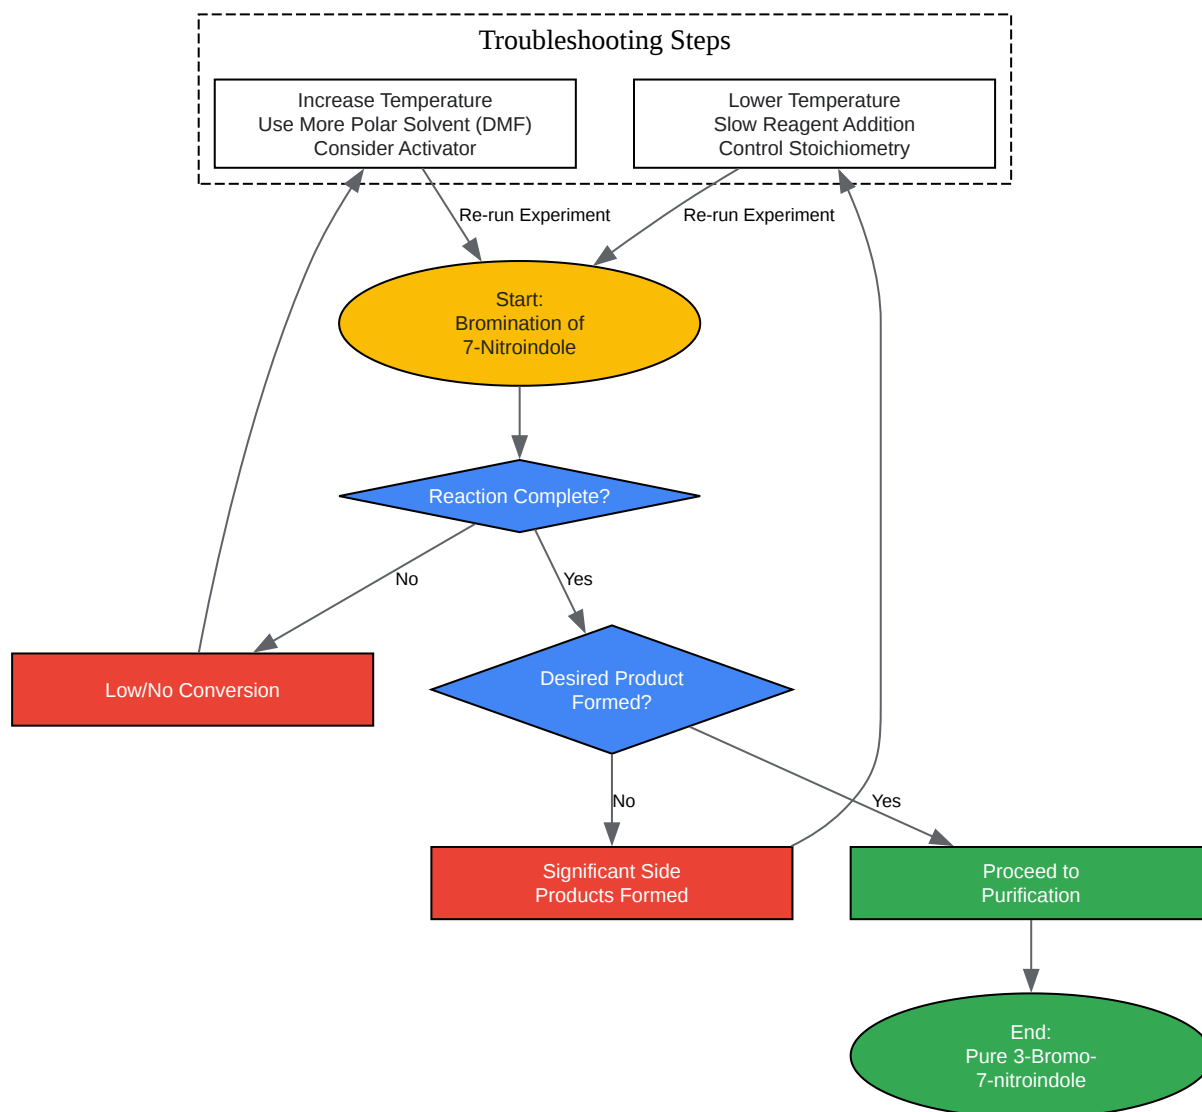 Troubleshooting Steps
Increase Temperature
Use More Polar Solvent (DMF)
Consider Activator
Lower Temperature
Slow Reagent Addition
Control Stoichiometry
Re-run Experiment
Re-run Experiment
Start:
Bromination of
7-Nitroindole
Reaction Complete?
No
Yes
Low/No Conversion
Desired Product
Formed?
No
Yes
Significant Side
Products Formed
Proceed to
Purification
End:
Pure 3-Bromo-
7-nitroindole